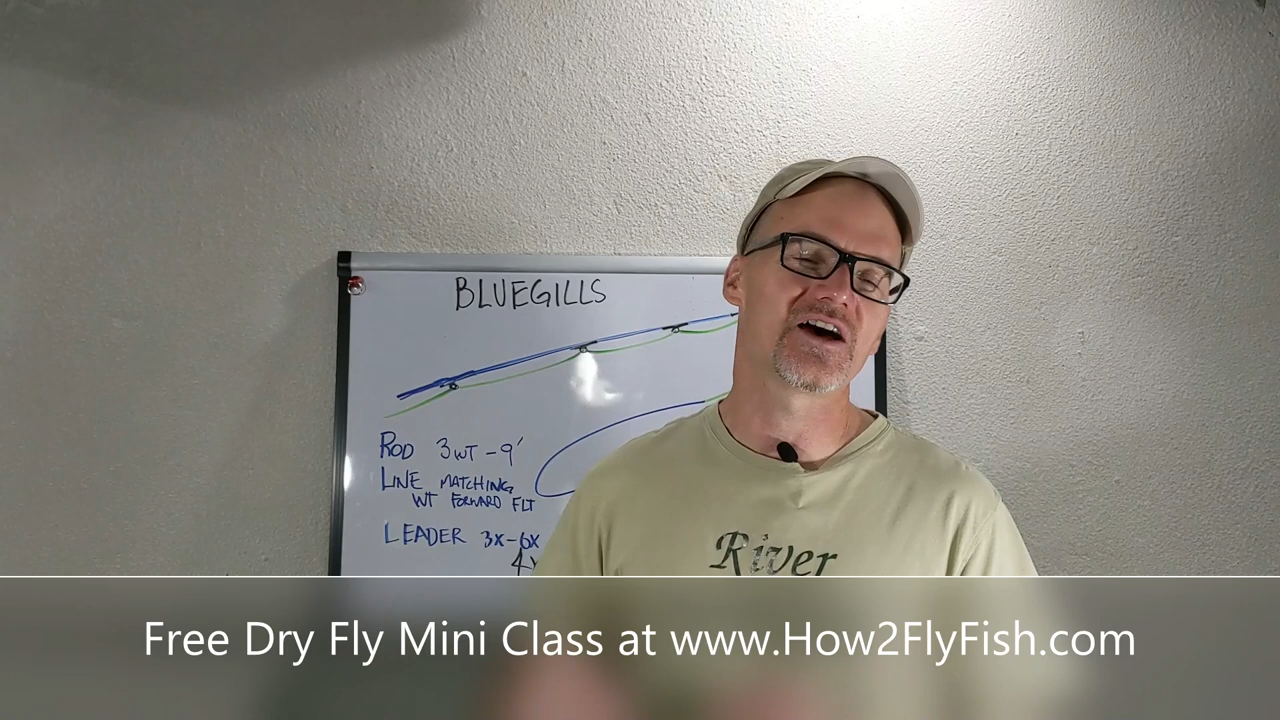 BLUEGILLS
ROD 3WT - 9'
LINE MATCHING
WT FORWARD FLT
LEADER 3X-6X
River
Free Dry Fly Mini Class at www.How2FlyFish.com